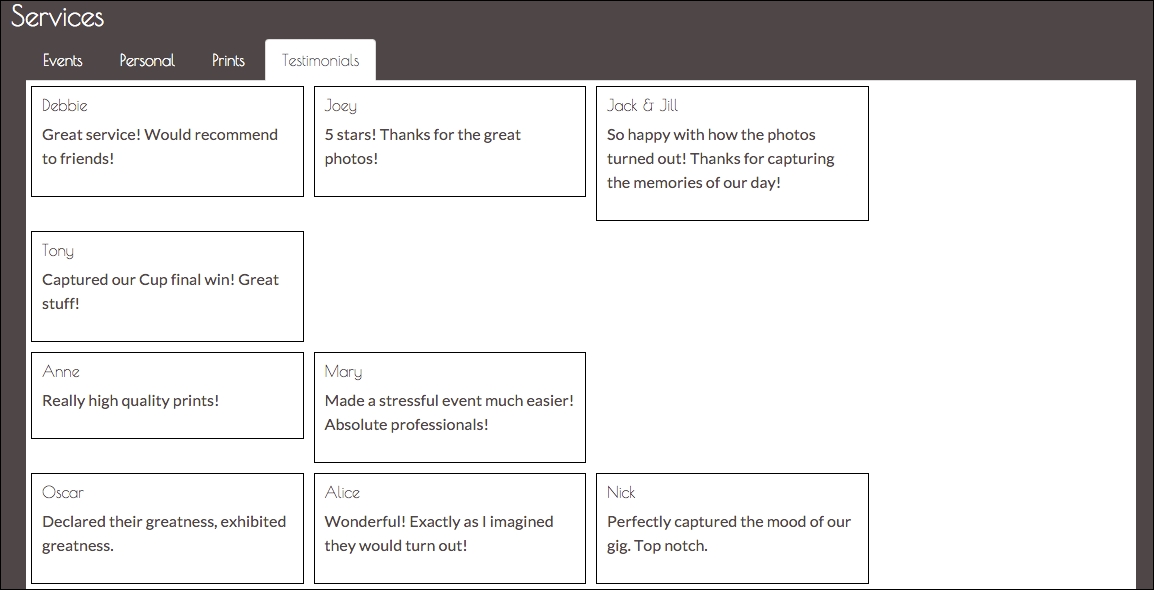 Services
Events Personal Prints Testimonials
Debbie
Great service! Would recommend
to friends!
Joey
5 stars! Thanks for the great
photos!
Jack & Jill
So happy with how the photos
turned out! Thanks for capturing
the memories of our day!
Tony
Captured our Cup final win! Great
stuff!
Anne
Really high quality prints!
Mary
Made a stressful event much easier!
Absolute professionals!
Oscar
Declared their greatness, exhibited
greatness.
Alice
Wonderful! Exactly as I imagined
they would turn out!
Nick
Perfectly captured the mood of our
gig. Top notch.